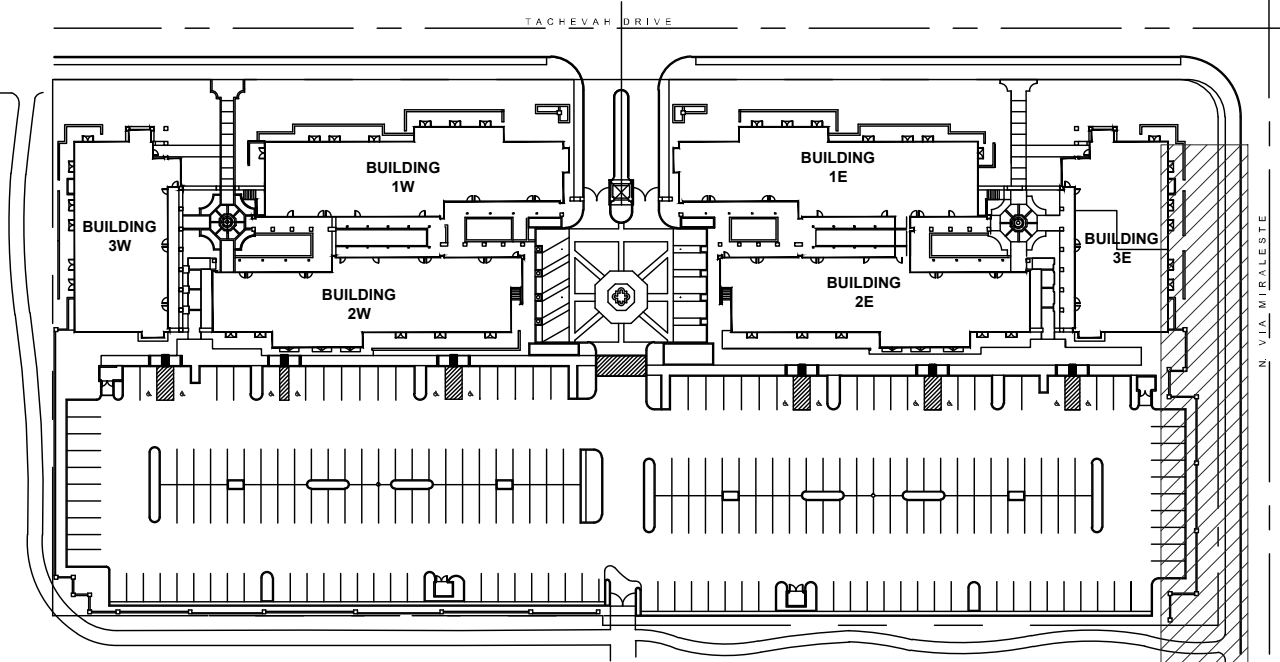 TACHEVAH DRIVE
BUILDING
1W
BUILDING
1E
BUILDING
3W
BUILDING
3E
BUILDING
2W
BUILDING
2E
N. VIA MIRALESTE